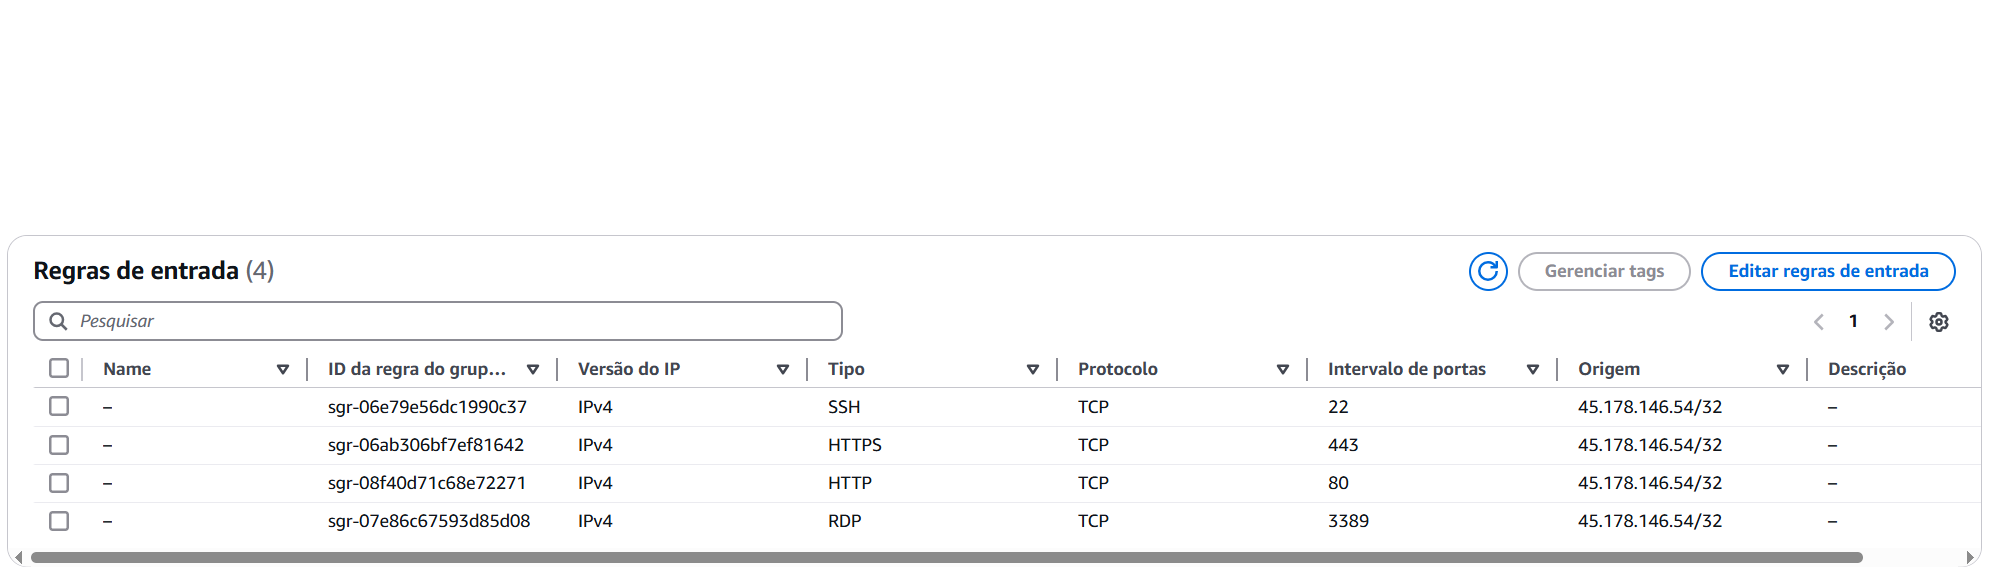 Regras de entrada (4)
Gerenciar tags
Editar regras de entrada
Pesquisar
1
Name ID da regra do grup... Versão do IP Tipo Protocolo Intervalo de portas Origem Descrição
– sgr-06e79e56dc1990c37 IPv4 SSH TCP 22 45.178.146.54/32 –
– sgr-06ab306bf7ef81642 IPv4 HTTPS TCP 443 45.178.146.54/32 –
– sgr-08f40d71c68e72271 IPv4 HTTP TCP 80 45.178.146.54/32 –
– sgr-07e86c67593d85d08 IPv4 RDP TCP 3389 45.178.146.54/32 –